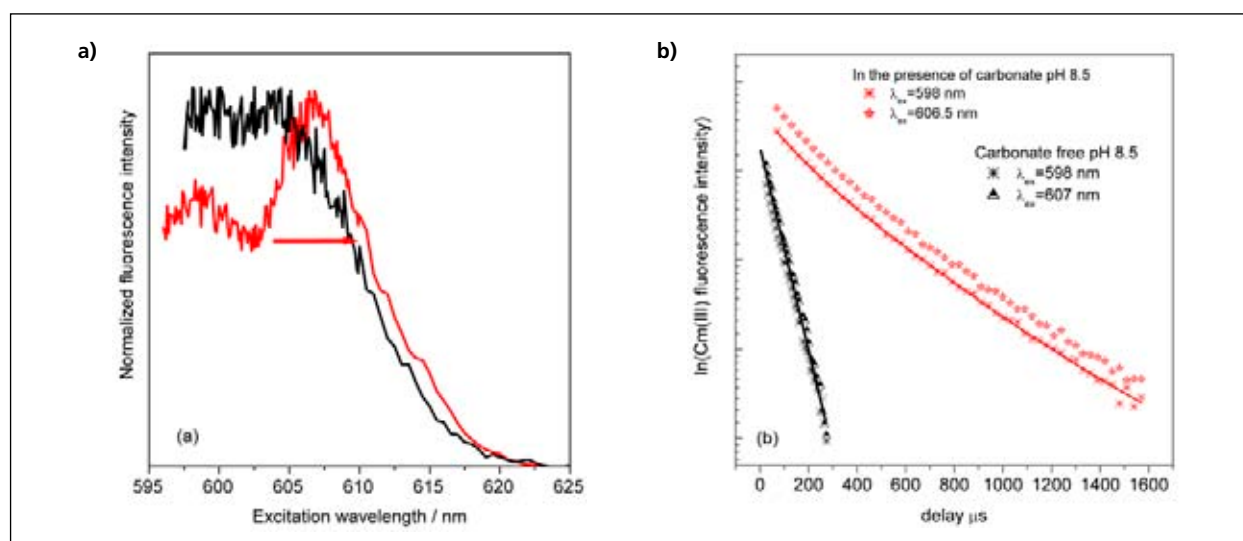 a)
Normalized fluorescence intensity
(a)
595 600 605 610 615 620 625
Excitation wavelength / nm
b)
ln(Cm(III) fluorescence intensity)
In the presence of carbonate pH 8.5
λex=598 nm
λex=606.5 nm
Carbonate free pH 8.5
λex=598 nm
λex=607 nm
(b)
0 200 400 600 800 1000 1200 1400 1600
delay µs